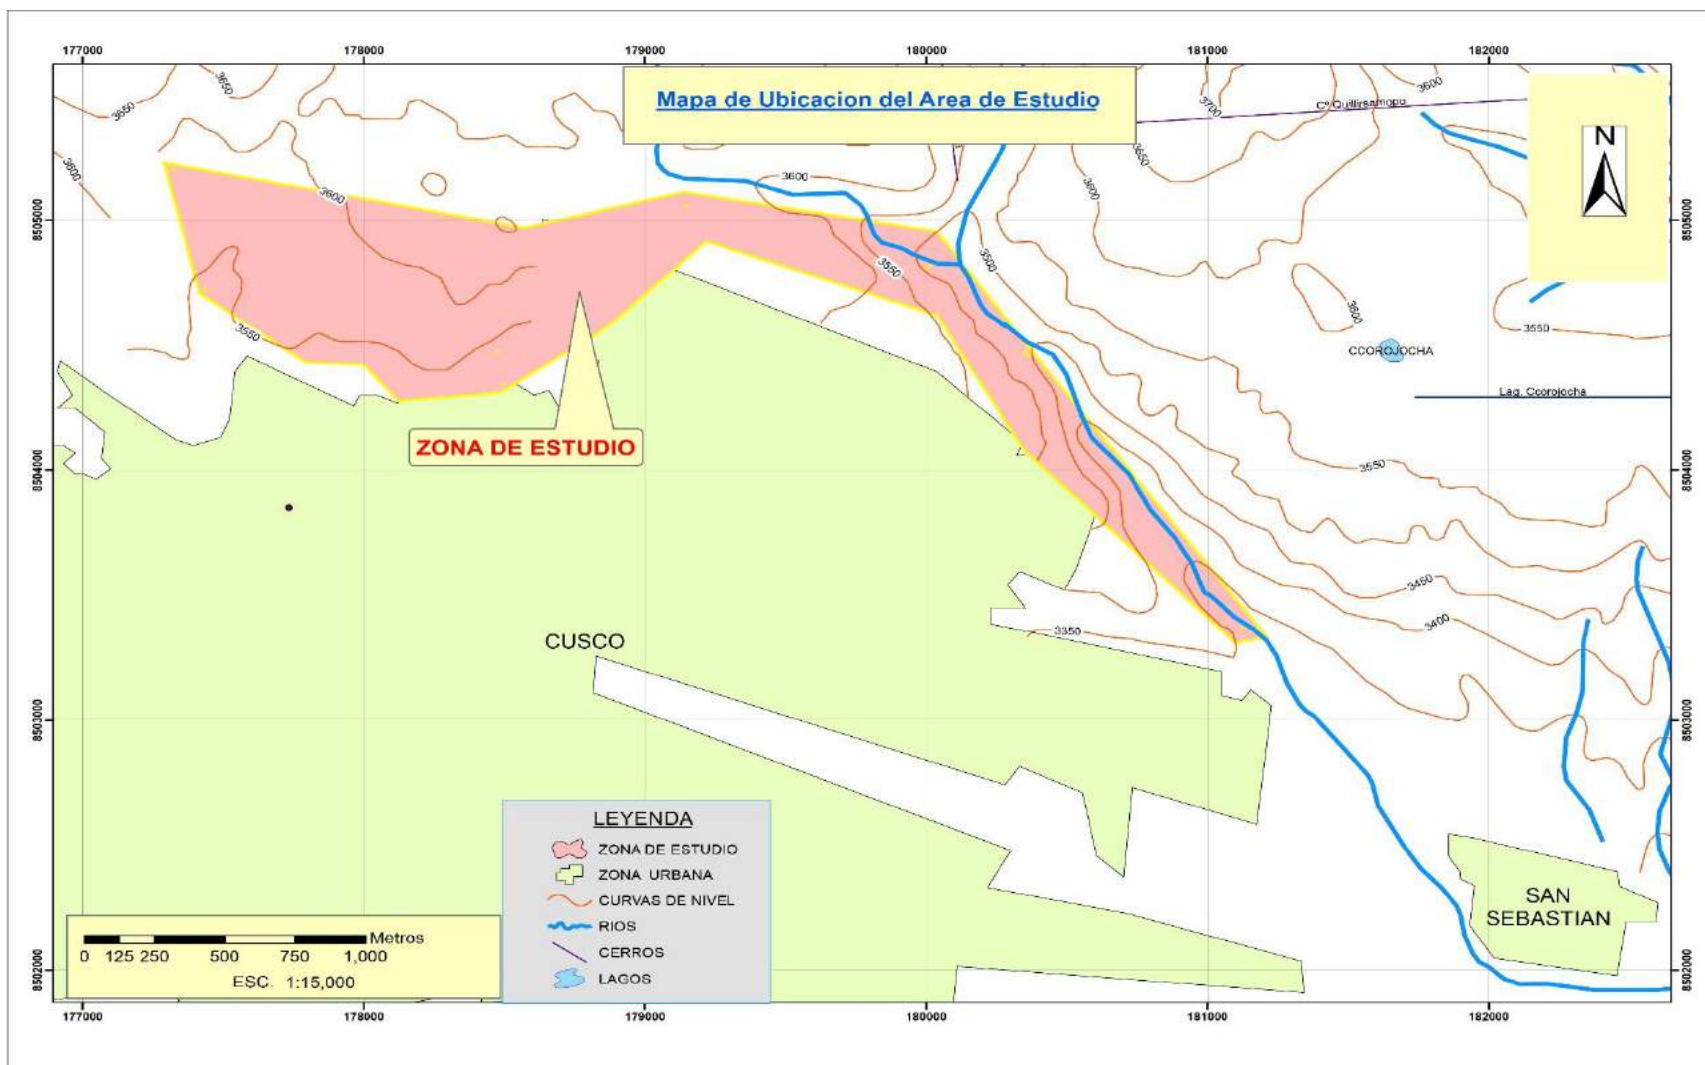 177000 178000 179000 180000 181000 182000
Mapa de Ubicacion del Area de Estudio
3650
3650
3650
3700
3600
Cº Quillirsamopo
N
3600
3600
3600
3650
3600
8505000
8505000
3550
3500
3600
3550
3550
CCOROJOCHA
Lag. Ccorojocha
ZONA DE ESTUDIO
8504000
3550
8504000
3450
3400
3350
CUSCO
8503000
8503000
LEYENDA
ZONA DE ESTUDIO
ZONA URBANA
CURVAS DE NIVEL
RIOS
CERROS
LAGOS
SAN
SEBASTIAN
Metros
0 125 250 500 750 1,000
ESC. 1:15,000
8502000
8502000
177000 178000 179000 180000 181000 182000